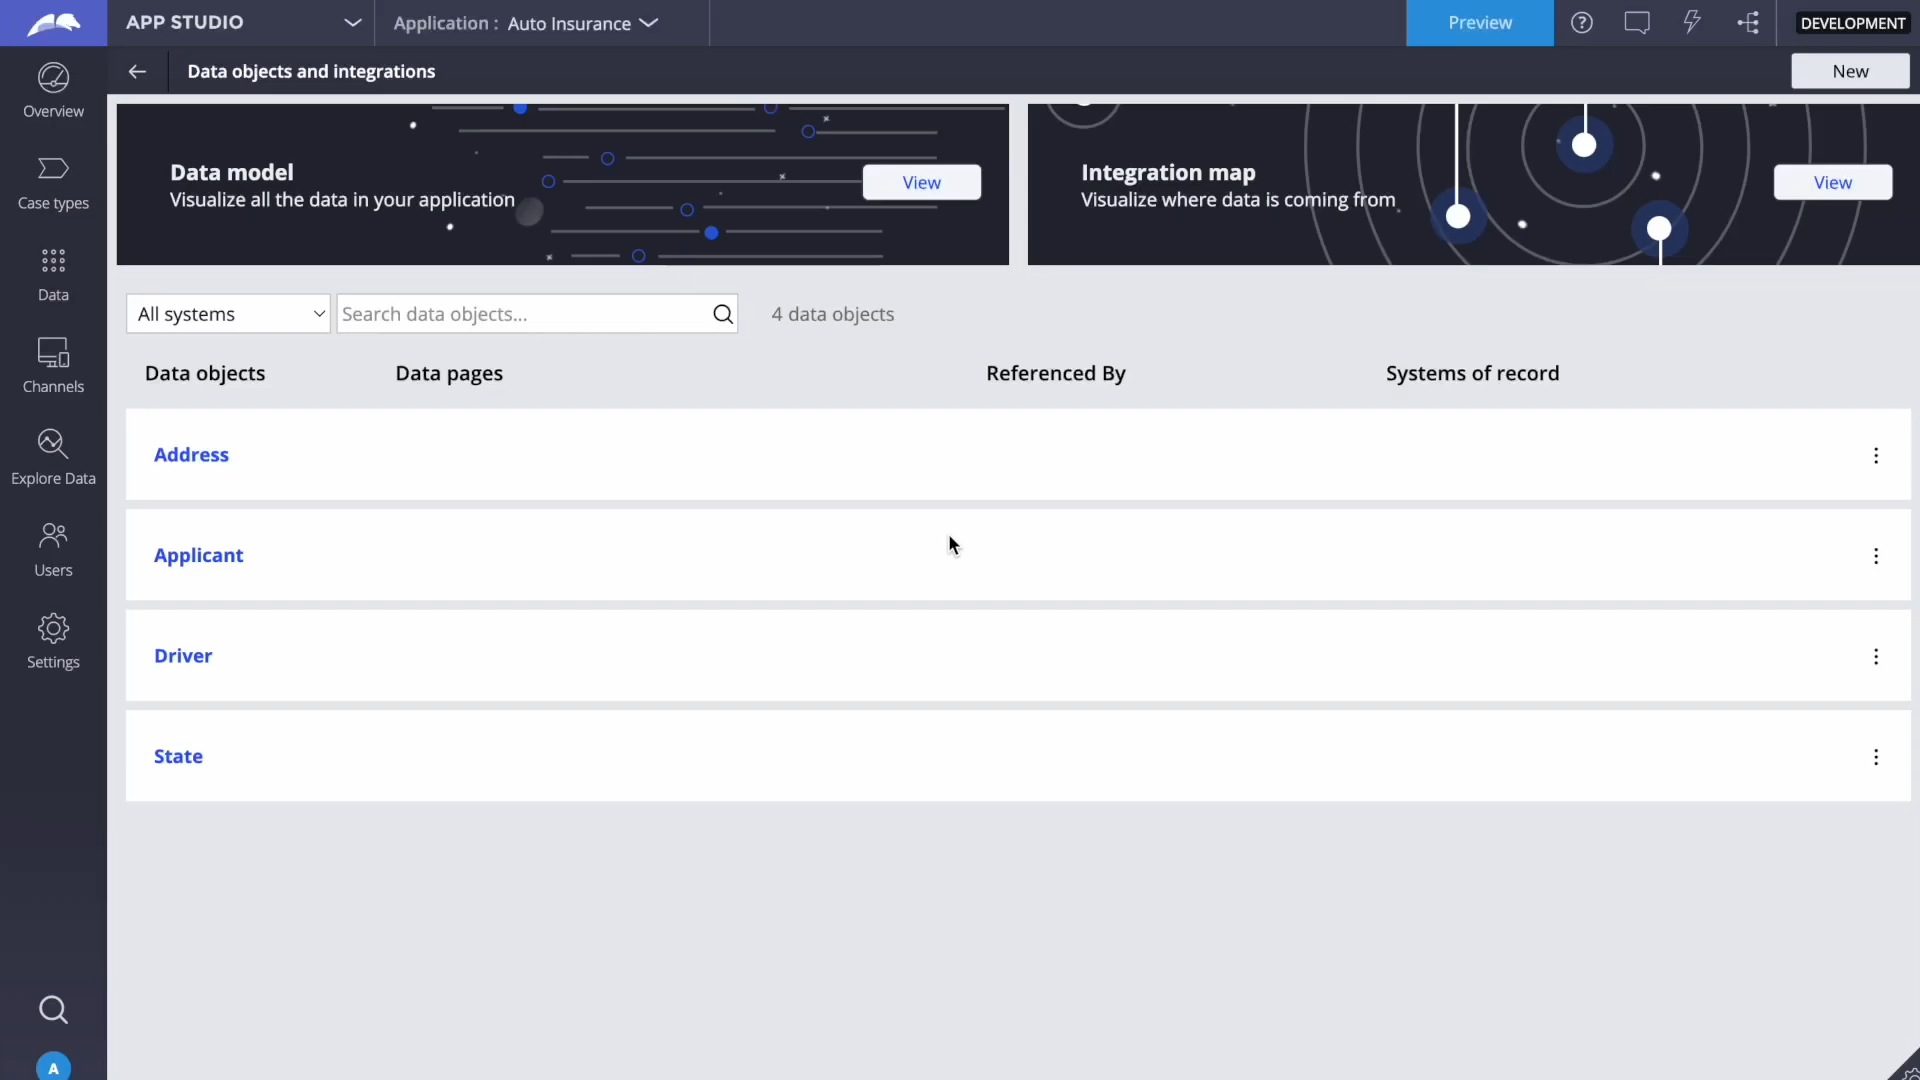 APP STUDIO
Application : Auto Insurance
Preview
DEVELOPMENT
Data objects and integrations
New
Overview
Case types
Data
Channels
Explore Data
Users
Settings
A
Data model
Visualize all the data in your application
View
Integration map
Visualize where data is coming from
View
All systems
Search data objects...
4 data objects
Data objects
Data pages
Referenced By
Systems of record
Address
Applicant
Driver
State